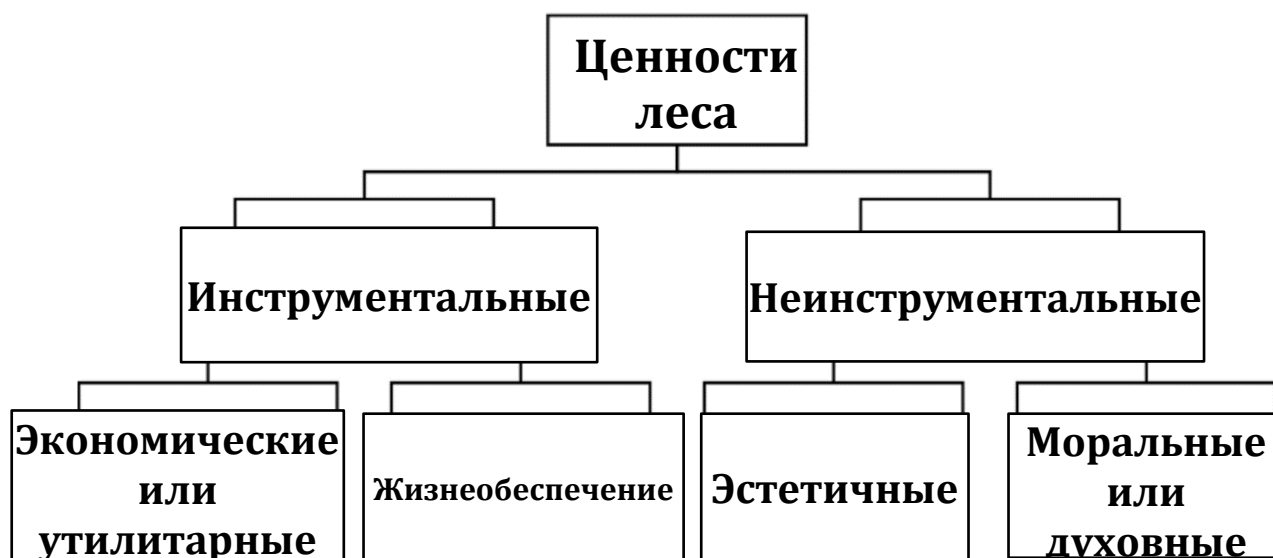 Ценности
леса
Инструментальные
Неинструментальные
Экономические
или
утилитарные
Жизнеобеспечение
Эстетичные
Моральные
или
духовные